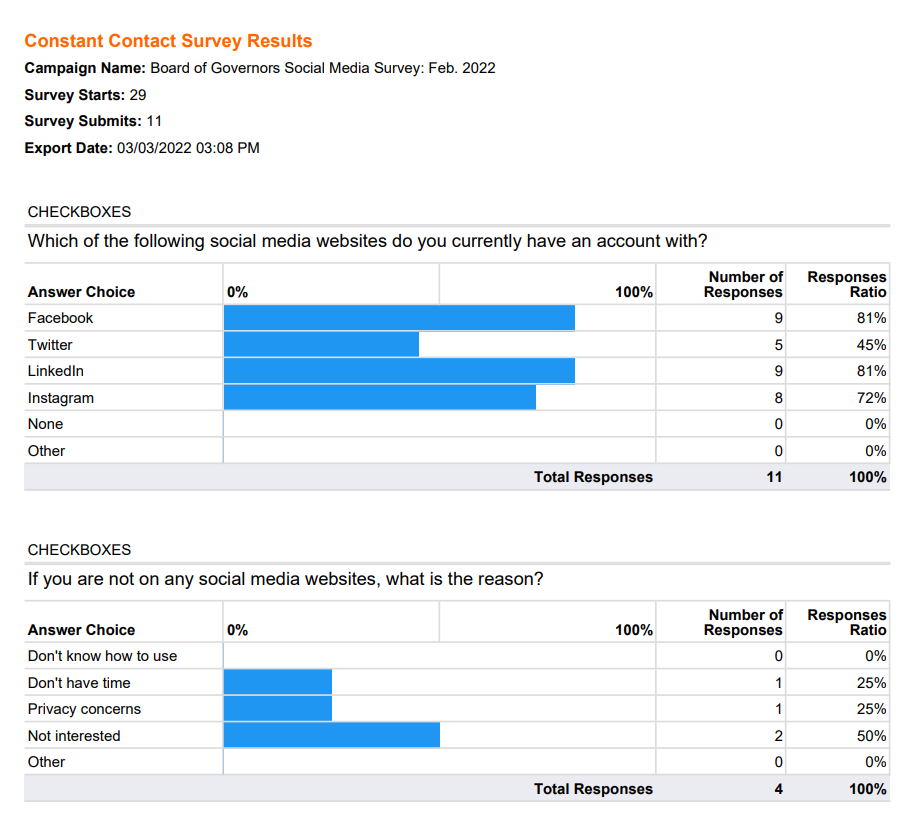 Constant Contact Survey Results
Campaign Name: Board of Governors Social Media Survey: Feb. 2022
Survey Starts: 29
Survey Submits: 11
Export Date: 03/03/2022 03:08 PM
CHECKBOXES
Which of the following social media websites do you currently have an account with?
Answer Choice 0% 100% Number of Responses Responses Ratio
Facebook 9 81%
Twitter 5 45%
LinkedIn 9 81%
Instagram 8 72%
None 0 0%
Other 0 0%
Total Responses 11 100%
CHECKBOXES
If you are not on any social media websites, what is the reason?
Answer Choice 0% 100% Number of Responses Responses Ratio
Don't know how to use 0 0%
Don't have time 1 25%
Privacy concerns 1 25%
Not interested 2 50%
Other 0 0%
Total Responses 4 100%